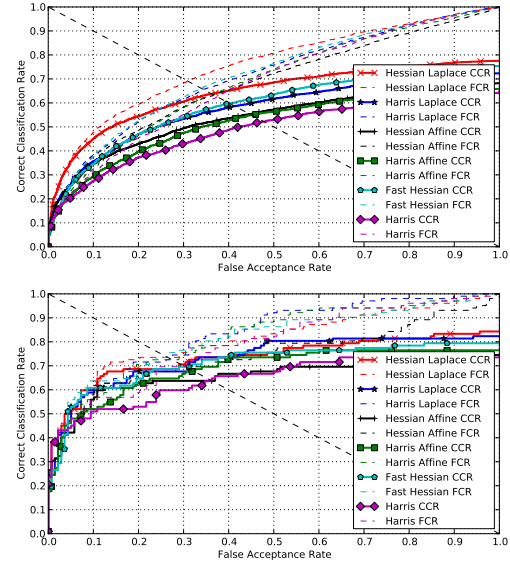 1.0
0.9
0.8
0.7
0.6
0.5
0.4
0.3
0.2
0.1
0.0
Correct Classification Rate
Hessian Laplace CCR
Hessian Laplace FCR
Harris Laplace CCR
Harris Laplace FCR
Hessian Affine CCR
Hessian Affine FCR
Harris Affine CCR
Harris Affine FCR
Fast Hessian CCR
Fast Hessian FCR
Harris CCR
Harris FCR
0.0 0.1 0.2 0.3 0.4 0.5 0.6 0.7 0.8 0.9 1.0
False Acceptance Rate
1.0
0.9
0.8
0.7
0.6
0.5
0.4
0.3
0.2
0.1
0.0
Correct Classification Rate
Hessian Laplace CCR
Hessian Laplace FCR
Harris Laplace CCR
Harris Laplace FCR
Hessian Affine CCR
Hessian Affine FCR
Harris Affine CCR
Harris Affine FCR
Fast Hessian CCR
Fast Hessian FCR
Harris CCR
Harris FCR
0.0 0.1 0.2 0.3 0.4 0.5 0.6 0.7 0.8 0.9 1.0
False Acceptance Rate